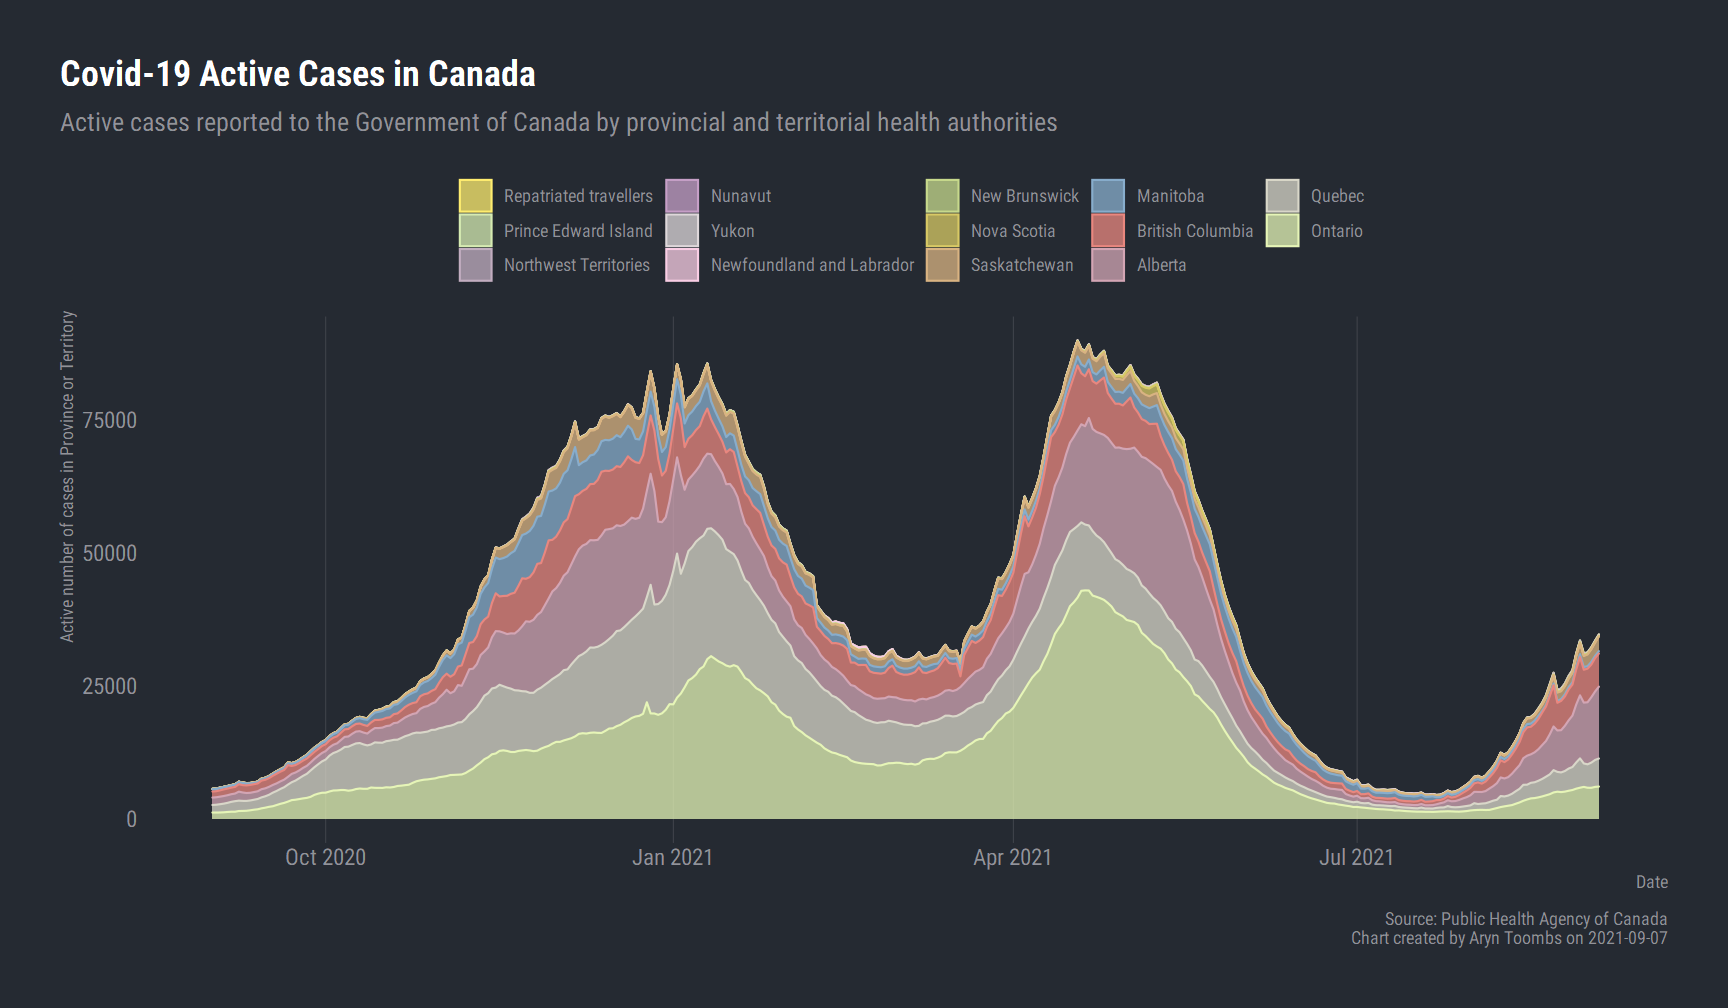 Covid-19 Active Cases in Canada
Active cases reported to the Government of Canada by provincial and territorial health authorities
Repatriated travellers Nunavut New Brunswick Manitoba Quebec
Prince Edward Island Yukon Nova Scotia British Columbia Ontario
Northwest Territories Newfoundland and Labrador Saskatchewan Alberta
Active number of cases in Province or Territory
75000
50000
25000
0
Oct 2020 Jan 2021 Apr 2021 Jul 2021
Date
Source: Public Health Agency of Canada
Chart created by Aryn Toombs on 2021-09-07